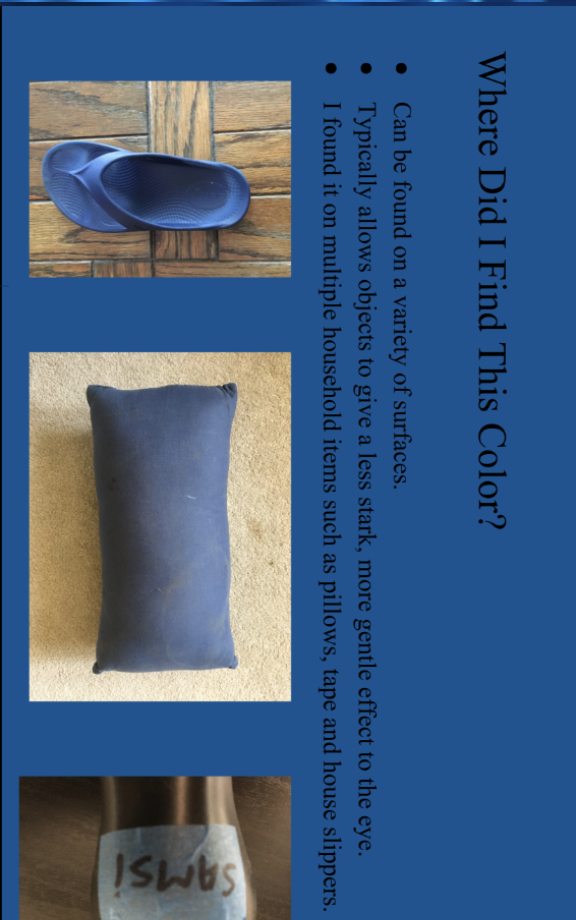 Where Did I Find This Color?
● Can be found on a variety of surfaces.
● Typically allows objects to give a less stark, more gentle effect to the eye.
● I found it on multiple household items such as pillows, tape and house slippers.
SAMS!